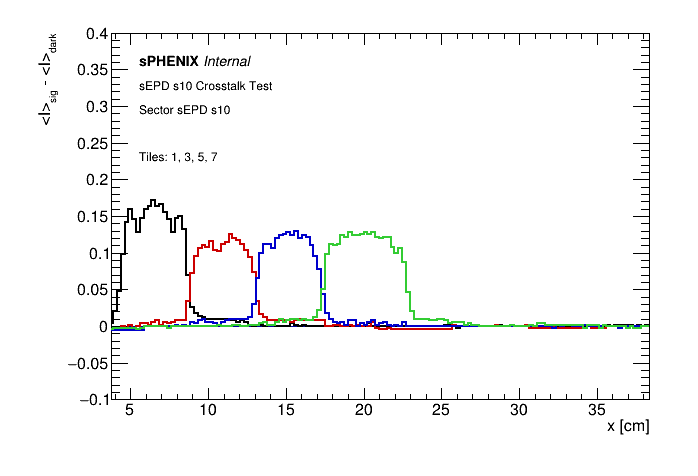 <I>sig - <I>dark
0.4
0.35
0.3
0.25
0.2
0.15
0.1
0.05
0
−0.05
−0.1
sPHENIX Internal
sEPD s10 Crosstalk Test
Sector sEPD s10
Tiles: 1, 3, 5, 7
5 10 15 20 25 30 35
x [cm]